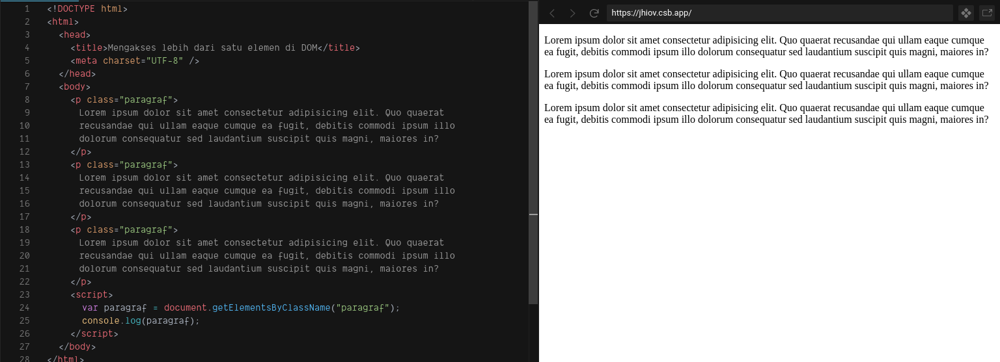 1 <!DOCTYPE html>
2 <html>
3 <head>
4 <title>Mengakses lebih dari satu elemen di DOM</title>
5 <meta charset="UTF-8" />
6 </head>
7 <body>
8 <p class="paragraf">
9 Lorem ipsum dolor sit amet consectetur adipisicing elit. Quo quaerat
10 recusandae qui ullam eaque cumque ea fugit, debitis commodi ipsum illo
11 dolorum consequatur sed laudantium suscipit quis magni, maiores in?
12 </p>
13 <p class="paragraf">
14 Lorem ipsum dolor sit amet consectetur adipisicing elit. Quo quaerat
15 recusandae qui ullam eaque cumque ea fugit, debitis commodi ipsum illo
16 dolorum consequatur sed laudantium suscipit quis magni, maiores in?
17 </p>
18 <p class="paragraf">
19 Lorem ipsum dolor sit amet consectetur adipisicing elit. Quo quaerat
20 recusandae qui ullam eaque cumque ea fugit, debitis commodi ipsum illo
21 dolorum consequatur sed laudantium suscipit quis magni, maiores in?
22 </p>
23 <script>
24 var paragraf = document.getElementsByClassName("paragraf");
25 console.log(paragraf);
26 </script>
27 </body>
28 </html>
https://jhiov.csb.app/
Lorem ipsum dolor sit amet consectetur adipisicing elit. Quo quaerat recusandae qui ullam eaque cumque
ea fugit, debitis commodi ipsum illo dolorum consequatur sed laudantium suscipit quis magni, maiores in?
Lorem ipsum dolor sit amet consectetur adipisicing elit. Quo quaerat recusandae qui ullam eaque cumque
ea fugit, debitis commodi ipsum illo dolorum consequatur sed laudantium suscipit quis magni, maiores in?
Lorem ipsum dolor sit amet consectetur adipisicing elit. Quo quaerat recusandae qui ullam eaque cumque
ea fugit, debitis commodi ipsum illo dolorum consequatur sed laudantium suscipit quis magni, maiores in?